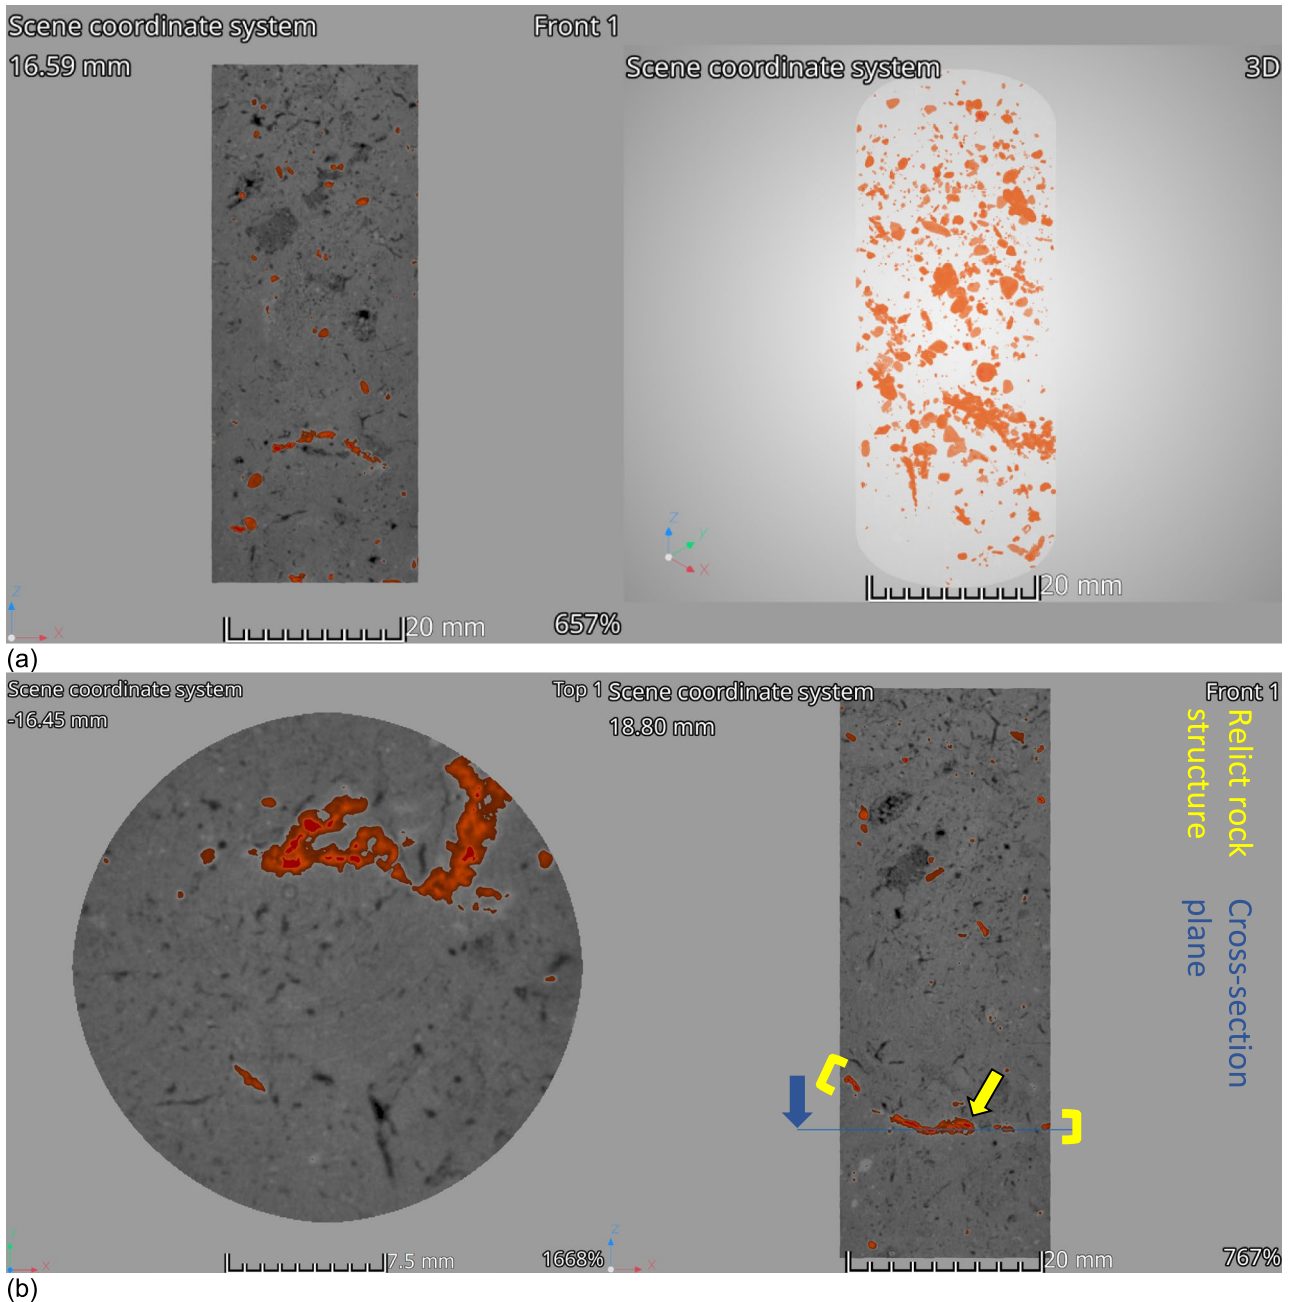 Scene coordinate system
Front 1
16.59 mm
Z
X
20 mm
657%
Scene coordinate system
3D
Z
Y
X
20 mm
(a)
Scene coordinate system
Top 1
-16.45 mm
X
7.5 mm
1668%
Scene coordinate system
Front 1
18.80 mm
Relict rock
structure
Cross-section
plane
Z
X
20 mm
767%
(b)